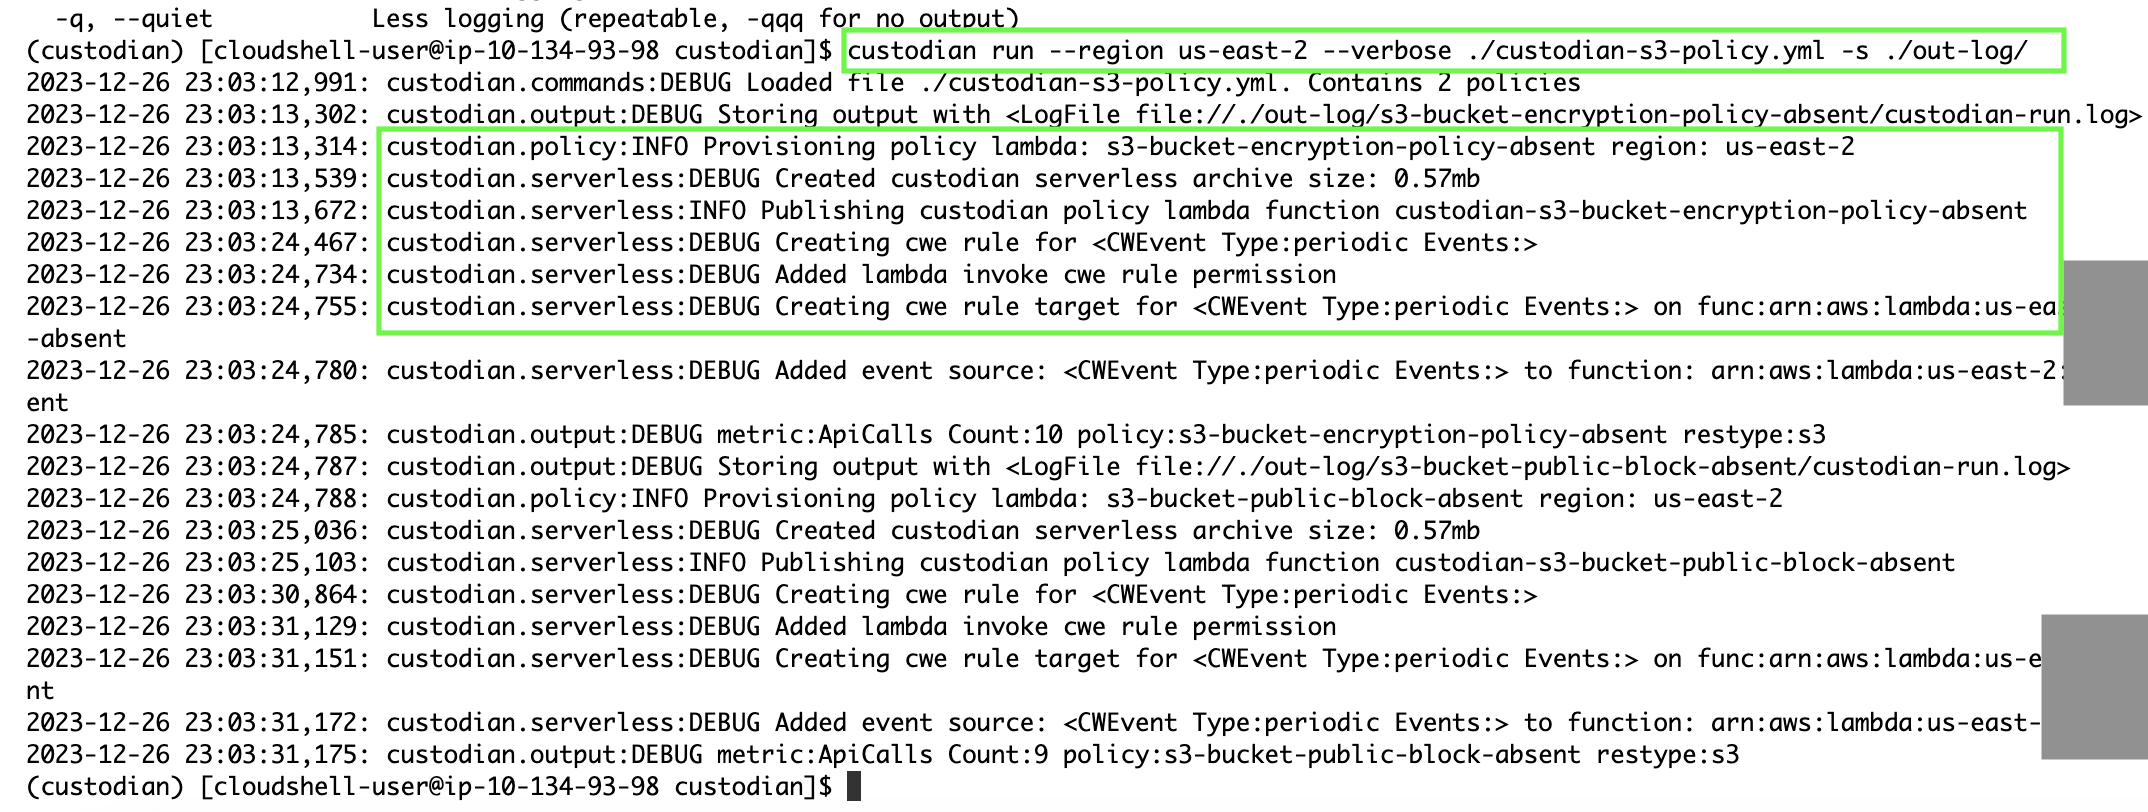 -q, --quiet           Less logging (repeatable, -qqq for no output)
(custodian) [cloudshell-user@ip-10-134-93-98 custodian]$ custodian run --region us-east-2 --verbose ./custodian-s3-policy.yml -s ./out-log/
2023-12-26 23:03:12,991: custodian.commands:DEBUG Loaded file ./custodian-s3-policy.yml. Contains 2 policies
2023-12-26 23:03:13,302: custodian.output:DEBUG Storing output with <LogFile file://./out-log/s3-bucket-encryption-policy-absent/custodian-run.log>
2023-12-26 23:03:13,314: custodian.policy:INFO Provisioning policy lambda: s3-bucket-encryption-policy-absent region: us-east-2
2023-12-26 23:03:13,539: custodian.serverless:DEBUG Created custodian serverless archive size: 0.57mb
2023-12-26 23:03:13,672: custodian.serverless:INFO Publishing custodian policy lambda function custodian-s3-bucket-encryption-policy-absent
2023-12-26 23:03:24,467: custodian.serverless:DEBUG Creating cwe rule for <CWEvent Type:periodic Events:>
2023-12-26 23:03:24,734: custodian.serverless:DEBUG Added lambda invoke cwe rule permission
2023-12-26 23:03:24,755: custodian.serverless:DEBUG Creating cwe rule target for <CWEvent Type:periodic Events:> on func:arn:aws:lambda:us-ea
-absent
2023-12-26 23:03:24,780: custodian.serverless:DEBUG Added event source: <CWEvent Type:periodic Events:> to function: arn:aws:lambda:us-east-2:
ent
2023-12-26 23:03:24,785: custodian.output:DEBUG metric:ApiCalls Count:10 policy:s3-bucket-encryption-policy-absent restype:s3
2023-12-26 23:03:24,787: custodian.output:DEBUG Storing output with <LogFile file://./out-log/s3-bucket-public-block-absent/custodian-run.log>
2023-12-26 23:03:24,788: custodian.policy:INFO Provisioning policy lambda: s3-bucket-public-block-absent region: us-east-2
2023-12-26 23:03:25,036: custodian.serverless:DEBUG Created custodian serverless archive size: 0.57mb
2023-12-26 23:03:25,103: custodian.serverless:INFO Publishing custodian policy lambda function custodian-s3-bucket-public-block-absent
2023-12-26 23:03:30,864: custodian.serverless:DEBUG Creating cwe rule for <CWEvent Type:periodic Events:>
2023-12-26 23:03:31,129: custodian.serverless:DEBUG Added lambda invoke cwe rule permission
2023-12-26 23:03:31,151: custodian.serverless:DEBUG Creating cwe rule target for <CWEvent Type:periodic Events:> on func:arn:aws:lambda:us-e
nt
2023-12-26 23:03:31,172: custodian.serverless:DEBUG Added event source: <CWEvent Type:periodic Events:> to function: arn:aws:lambda:us-east-
2023-12-26 23:03:31,175: custodian.output:DEBUG metric:ApiCalls Count:9 policy:s3-bucket-public-block-absent restype:s3
(custodian) [cloudshell-user@ip-10-134-93-98 custodian]$